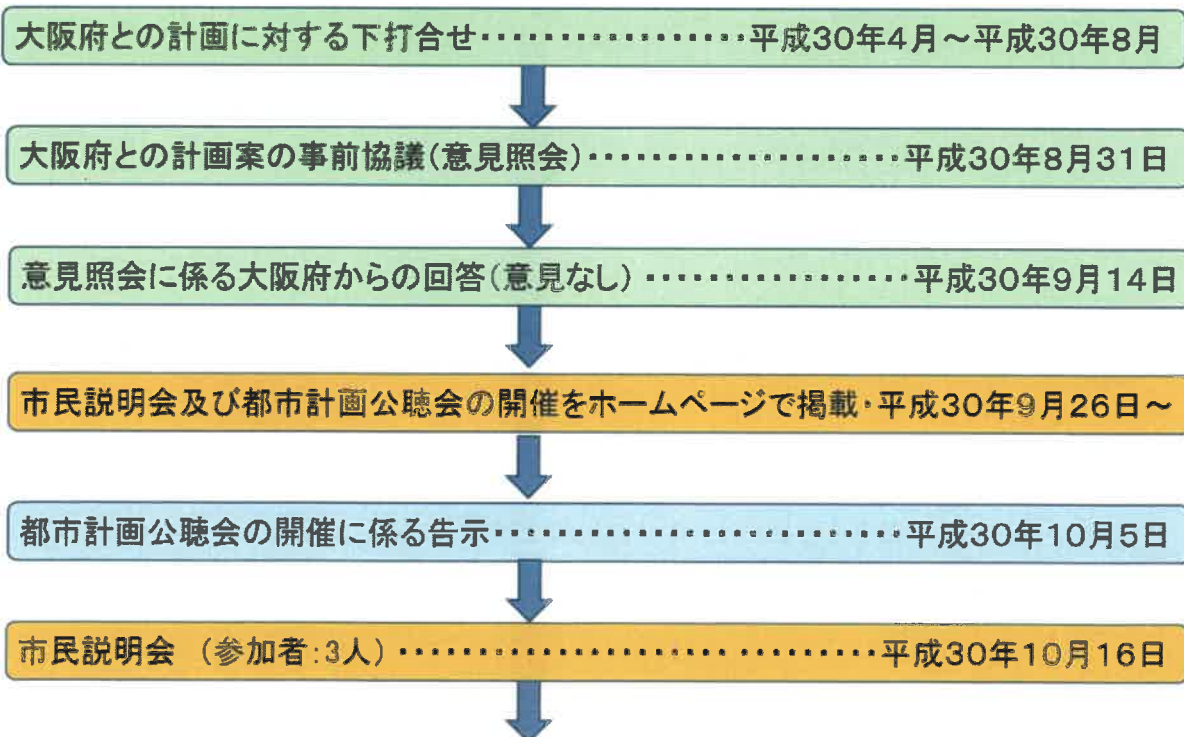 大阪府との計画に対する下打合せ・・・・・・・・・・・・・・・・・・平成30年4月～平成30年8月
大阪府との計画案の事前協議(意見照会)・・・・・・・・・・・・・・・・・・・・平成30年8月31日
意見照会に係る大阪府からの回答(意見なし) ・・・・・・・・・・・・・・・・・平成30年9月14日
市民説明会及び都市計画公聴会の開催をホームページで掲載・平成30年9月26日～
都市計画公聴会の開催に係る告示・・・・・・・・・・・・・・・・・・・・・・・・・平成30年10月5日
市民説明会 (参加者:3人)・・・・・・・・・・・・・・・・・・・・・ ・・・・・・・・・平成30年10月16日